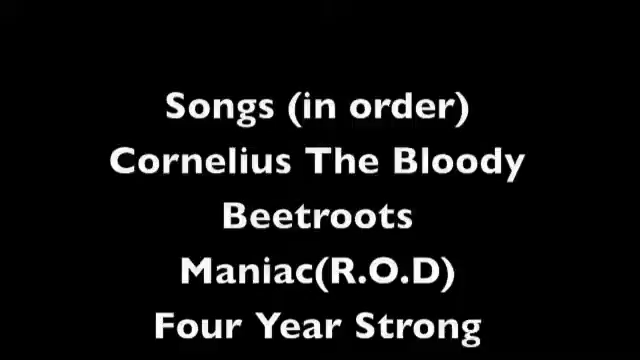 Songs (in order)
Cornelius The Bloody
Beetroots
Maniac(R.O.D)
Four Year Strong